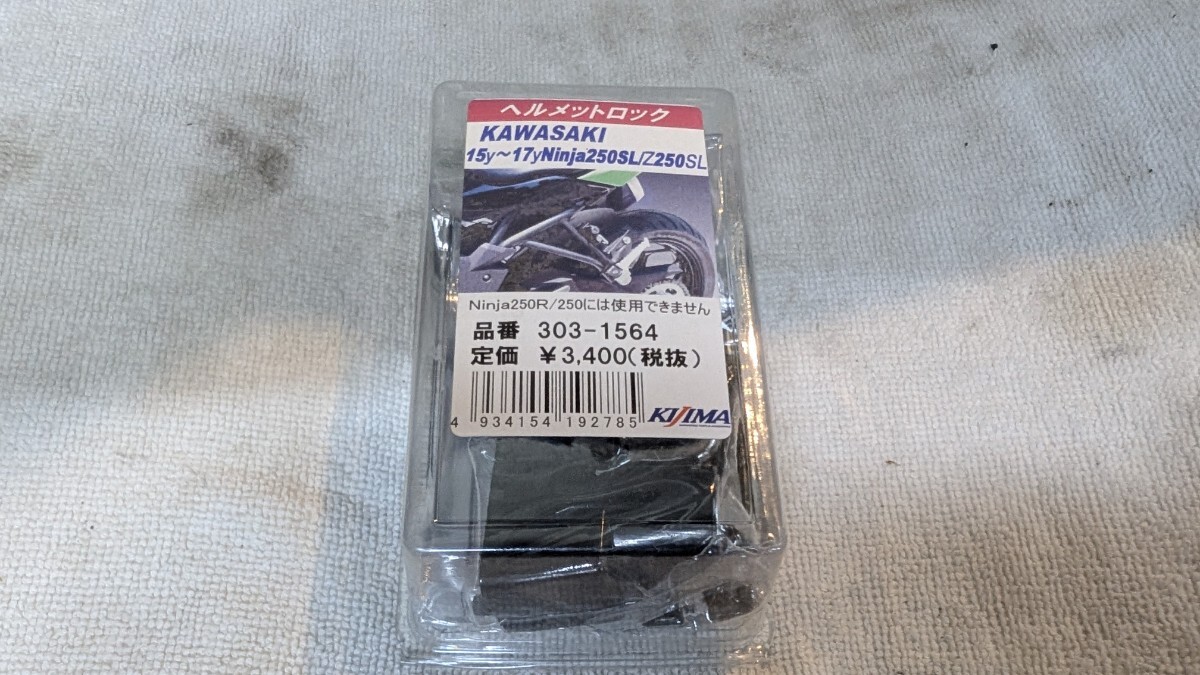 ヘルメットロック
KAWASAKI
15y～17yNinja250SL/Z250SL
Ninja250R/250には使用できません
品番 303-1564
定価 ¥3,400(税抜)
4 934154 192785
KIJIMA